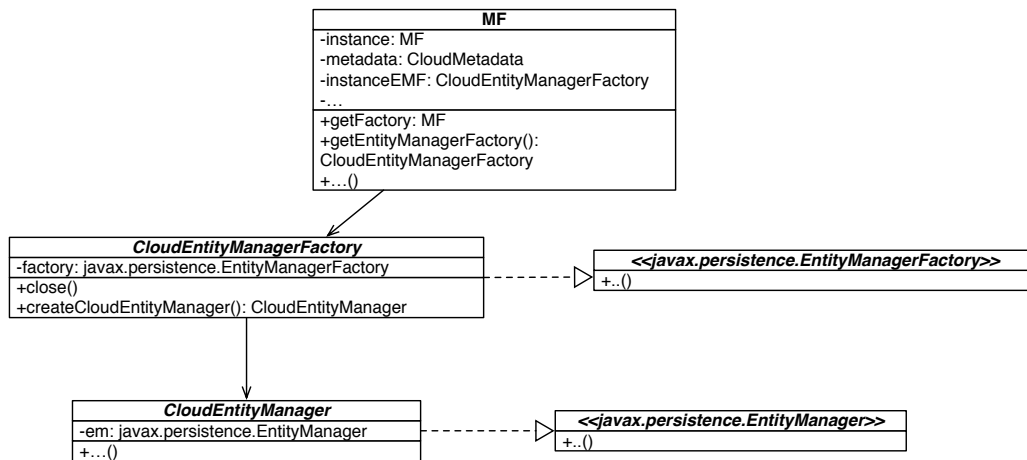 MF
-instance: MF
-metadata: CloudMetadata
-instanceEMF: CloudEntityManagerFactory
-...
+getFactory: MF
+getEntityManagerFactory():
CloudEntityManagerFactory
+...()
CloudEntityManagerFactory
-factory: javax.persistence.EntityManagerFactory
+close()
+createCloudEntityManager(): CloudEntityManager
<<javax.persistence.EntityManagerFactory>>
+..()
CloudEntityManager
-em: javax.persistence.EntityManager
+...()
<<javax.persistence.EntityManager>>
+..()